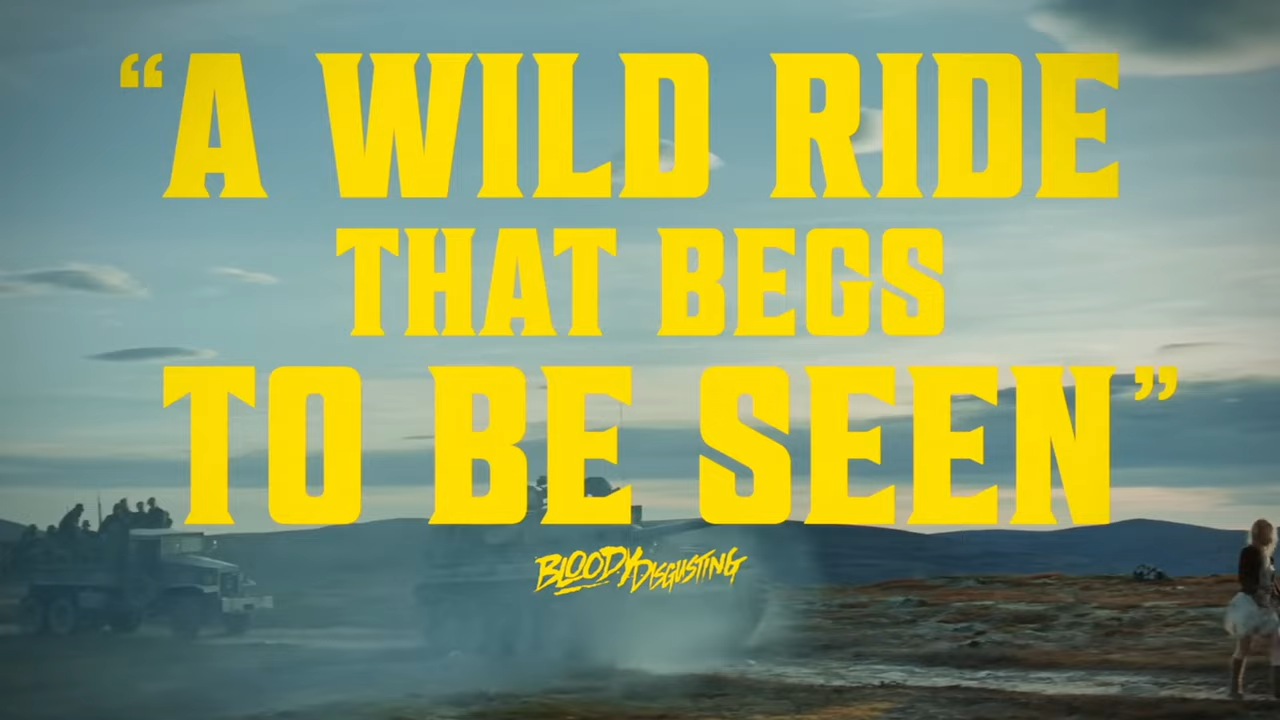 “A WILD RIDE
THAT BEGS
TO BE SEEN”
BLOODY DISGUSTING